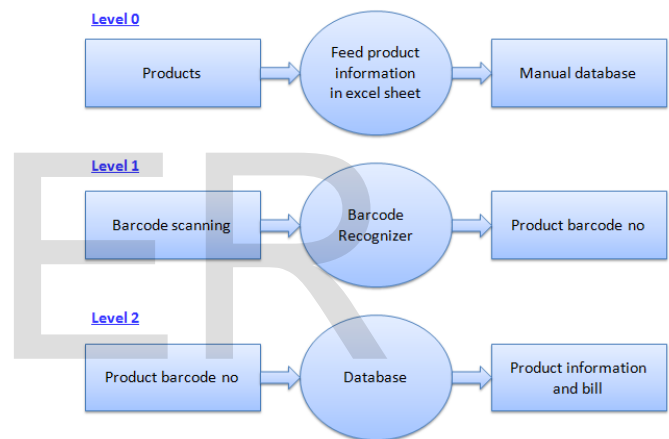 Level 0
Products
Feed product
information
in excel sheet
Manual database
Level 1
Barcode scanning
Barcode
Recognizer
Product barcode no
Level 2
Product barcode no
Database
Product information
and bill
ER